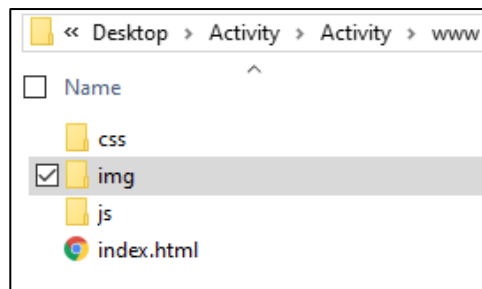 « Desktop > Activity > Activity > www
Name
css
img
js
index.html